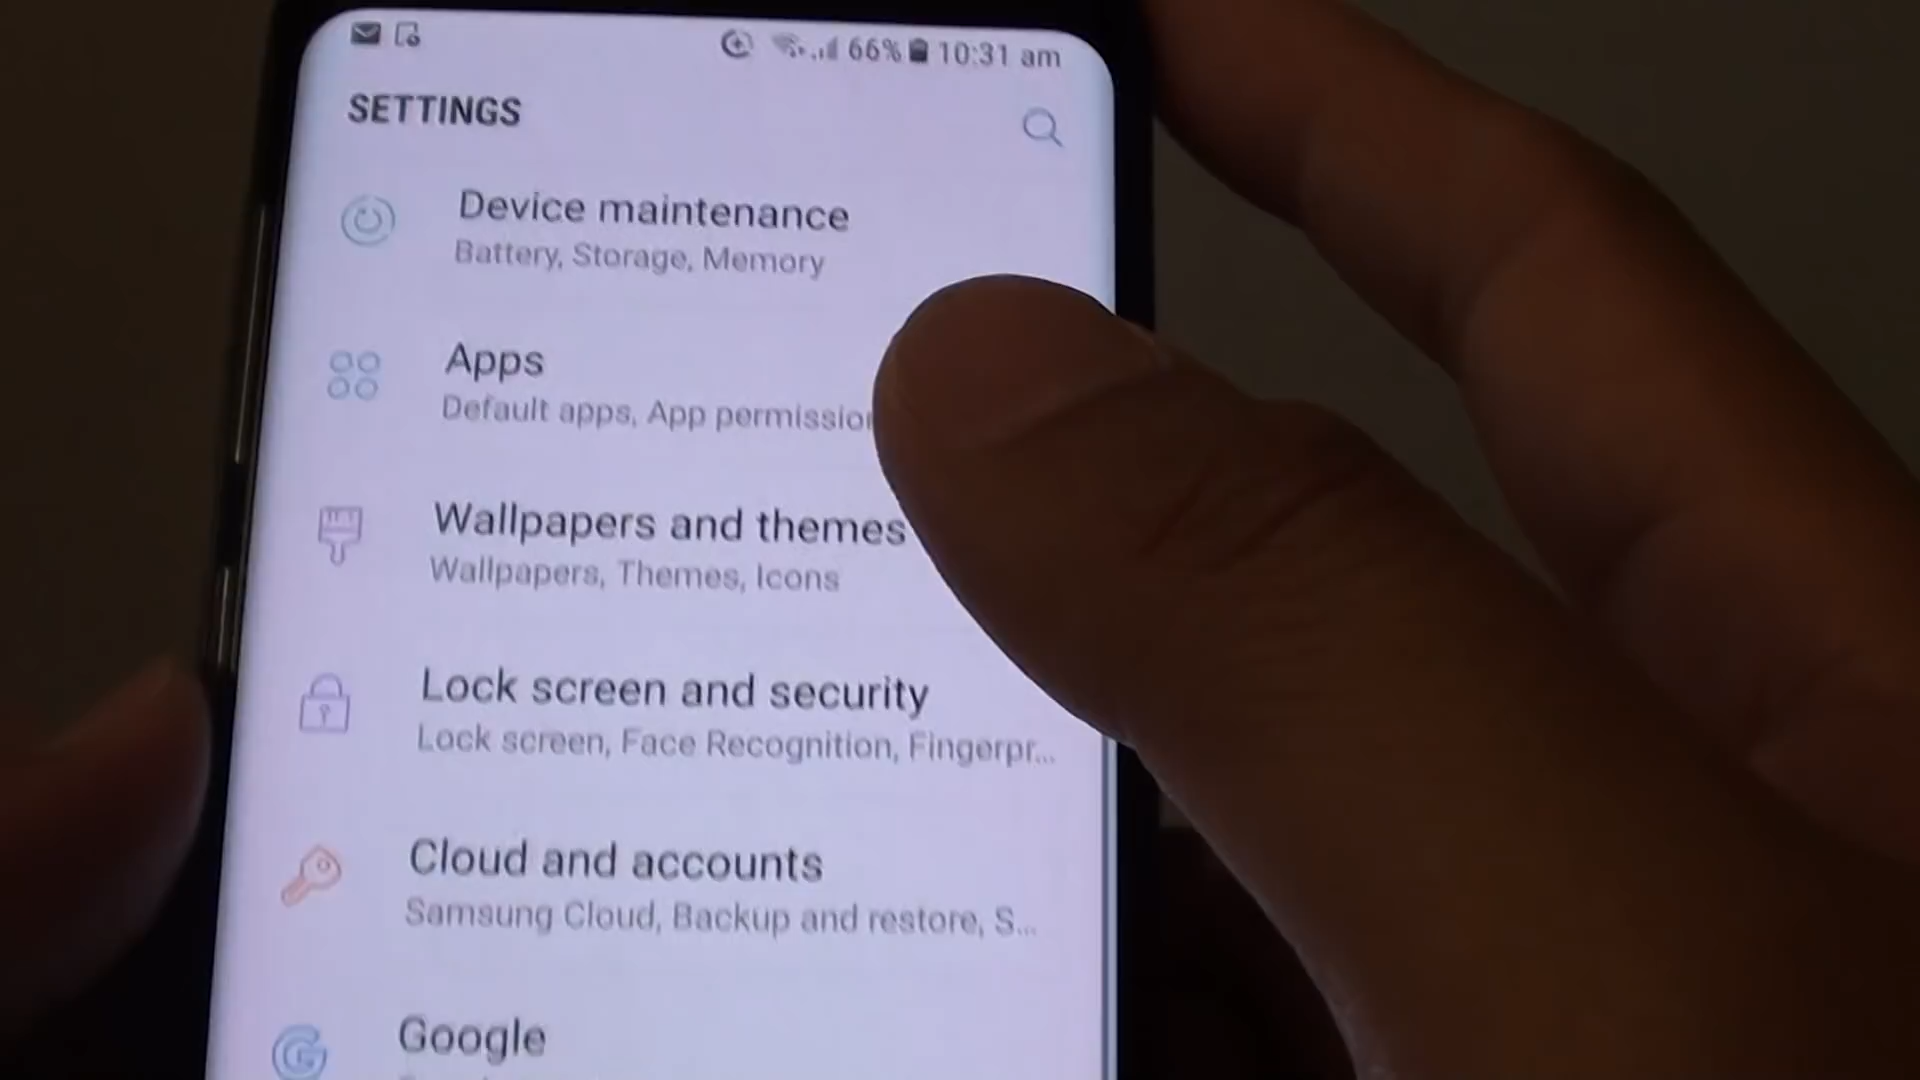 66% 10:31 am
SETTINGS
Device maintenance
Battery, Storage, Memory
Apps
Default apps, App permission
Wallpapers and themes
Wallpapers, Themes, Icons
Lock screen and security
Lock screen, Face Recognition, Fingerpr...
Cloud and accounts
Samsung Cloud, Backup and restore, S...
Google